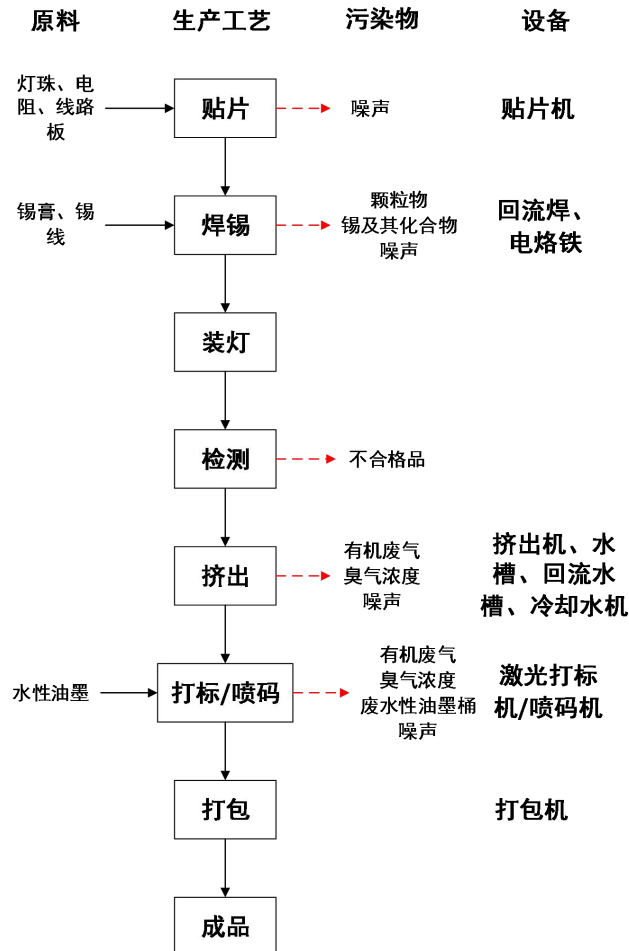 原料 生产工艺 污染物 设备
灯珠、电
阻、线路
板
贴片
噪声
贴片机
锡膏、锡
线
焊锡
颗粒物
锡及其化合物
噪声
回流焊、
电烙铁
装灯
检测
不合格品
挤出
有机废气
臭气浓度
噪声
挤出机、水
槽、回流水
槽、冷却水机
水性油墨
打标/喷码
有机废气
臭气浓度
废水性油墨桶
噪声
激光打标
机/喷码机
打包
打包机
成品